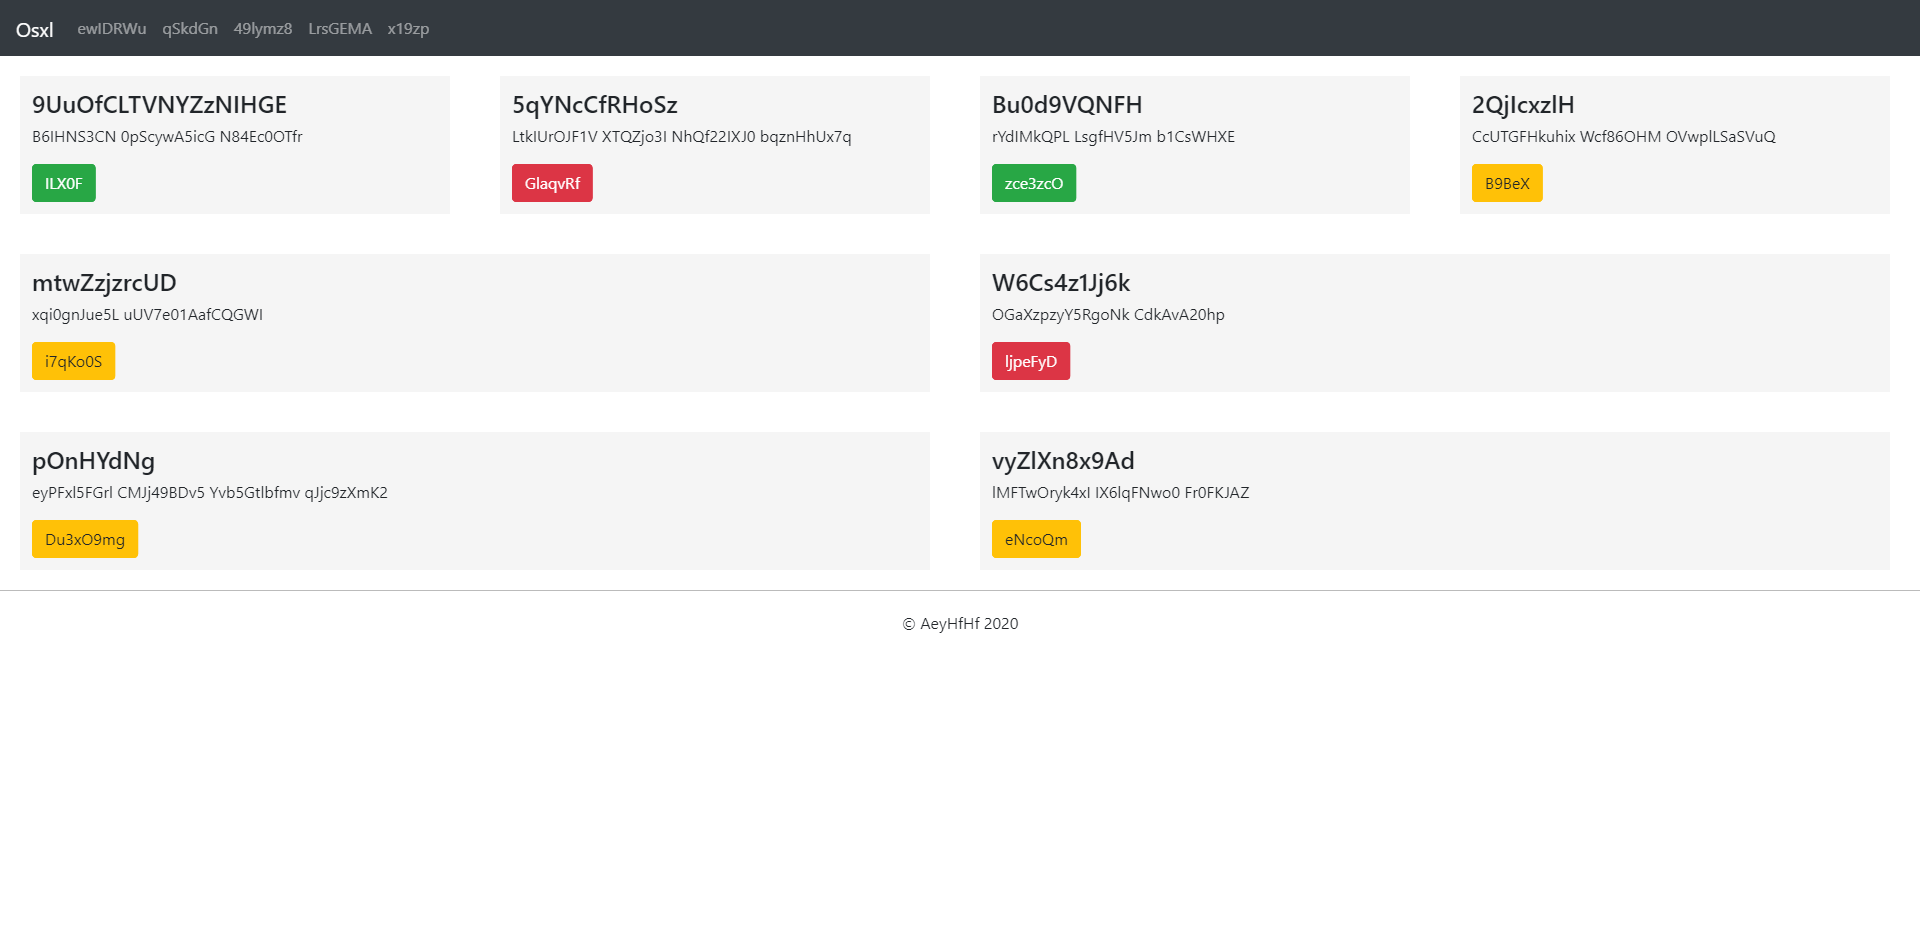 Osxl ewIDRWu qSkdGn 49lymz8 LrsGEMA x19zp
9UuOfCLTVNYZzNIHGE
B6IHNS3CN 0pScywA5icG N84Ec0OTfr
ILX0F
5qYNcCfRHoSz
LtkIUrOJF1V XTQZjo3I NhQf22IXJ0 bqznHhUx7q
GlaqvRf
Bu0d9VQNFH
rYdIMkQPL LsgfHV5Jm b1CsWHXE
zce3zcO
2QjIcxzlH
CcUTGFHkuhix Wcf86OHM OVwplLSaSVuQ
B9BeX
mtwZzjzrcUD
xqi0gnJue5L uUV7e01AafCQGWI
i7qKo0S
W6Cs4z1Jj6k
OGaXzpzyY5RgoNk CdkAvA20hp
ljpeFyD
pOnHYdNg
eyPFxl5FGrl CMJj49BDv5 Yvb5Gtlbfmv qJjc9zXmK2
Du3xO9mg
vyZlXn8x9Ad
lMFTwOryk4xI IX6lqFNwo0 Fr0FKJAZ
eNcoQm
© AeyHfHf 2020